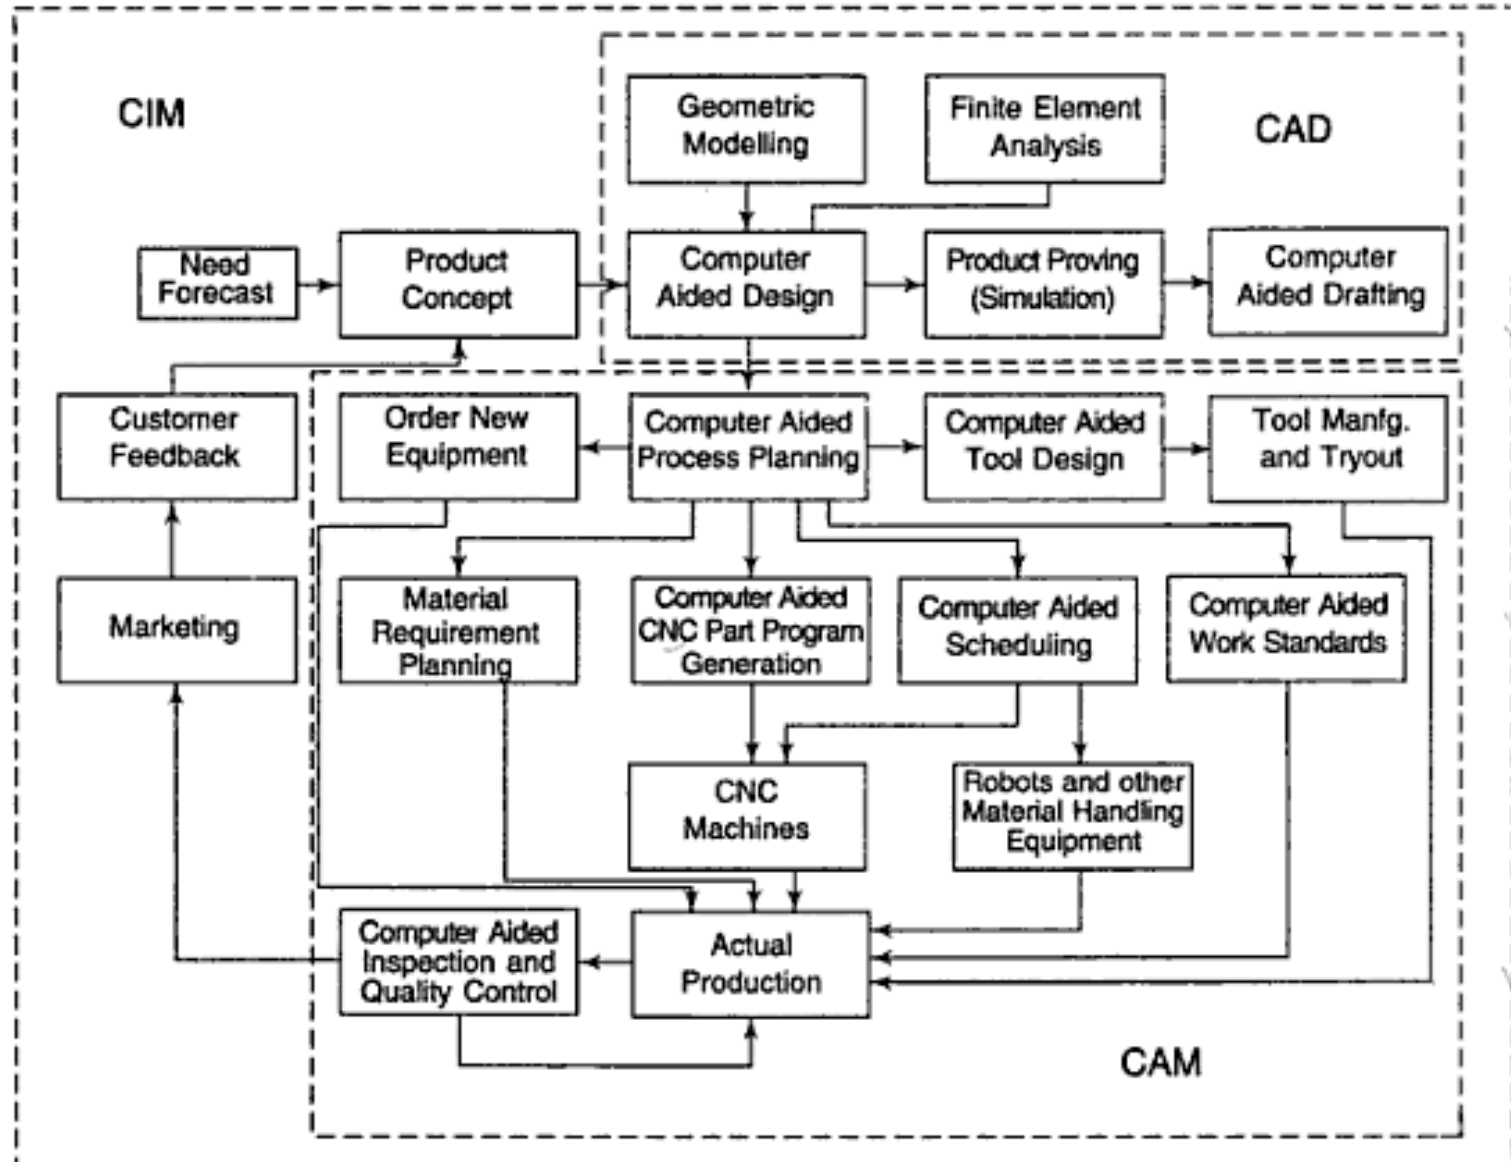 CIM
CAD
Geometric
Modelling
Finite Element
Analysis
Need
Forecast
Product
Concept
Computer
Aided Design
Product Proving
(Simulation)
Computer
Aided Drafting
Customer
Feedback
Order New
Equipment
Computer Aided
Process Planning
Computer Aided
Tool Design
Tool Manfg.
and Tryout
Marketing
Material
Requirement
Planning
Computer Aided
CNC Part Program
Generation
Computer Aided
Scheduling
Computer Aided
Work Standards
CNC
Machines
Robots and other
Material Handling
Equipment
Computer Aided
Inspection and
Quality Control
Actual
Production
CAM